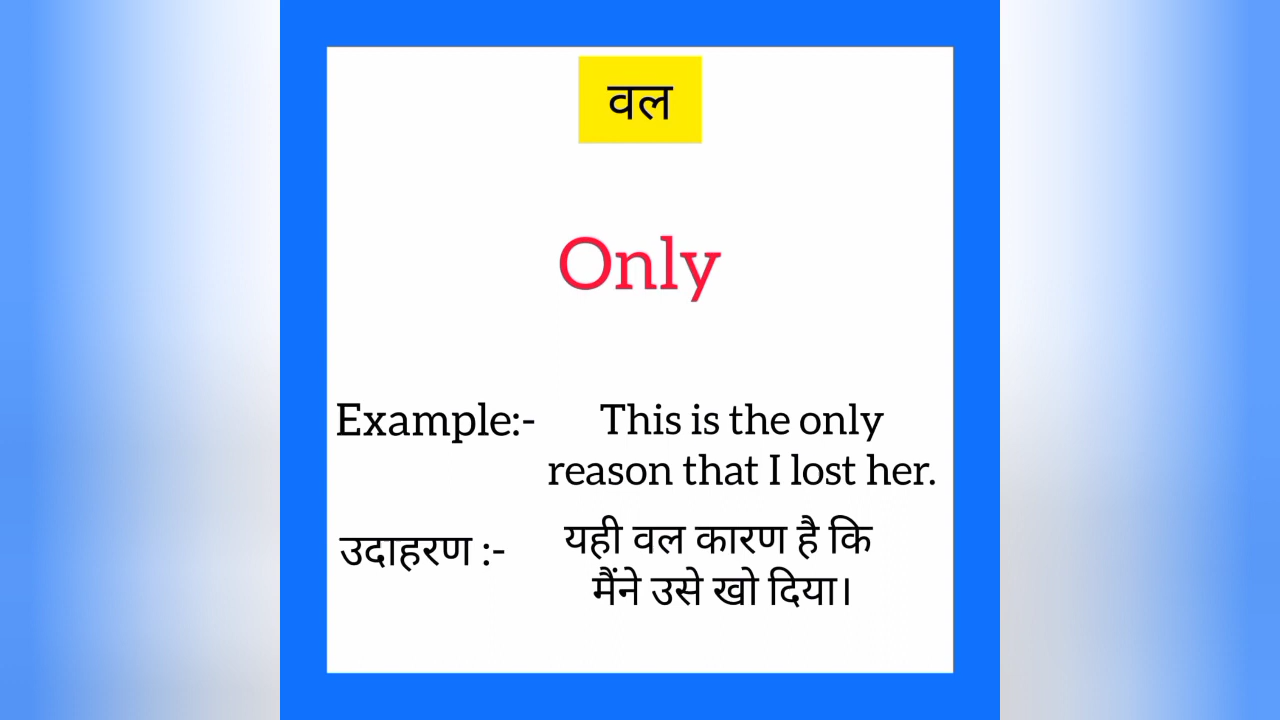 वल
Only
Example:- This is the only
reason that I lost her.
उदाहरण :- यही वल कारण है कि
मैंने उसे खो दिया।